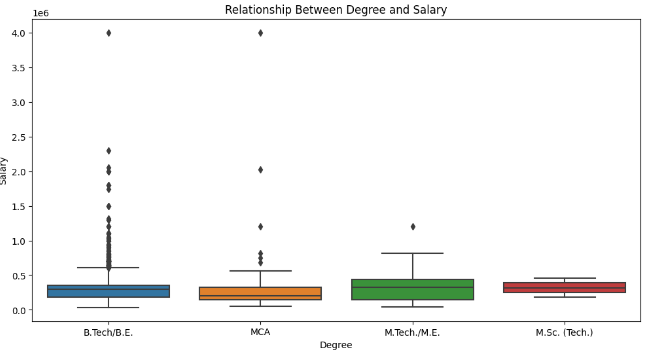 Relationship Between Degree and Salary
1e6
4.0
3.5
3.0
2.5
2.0
1.5
1.0
0.5
0.0
Salary
B.Tech/B.E.
MCA
M.Tech./M.E.
M.Sc. (Tech.)
Degree